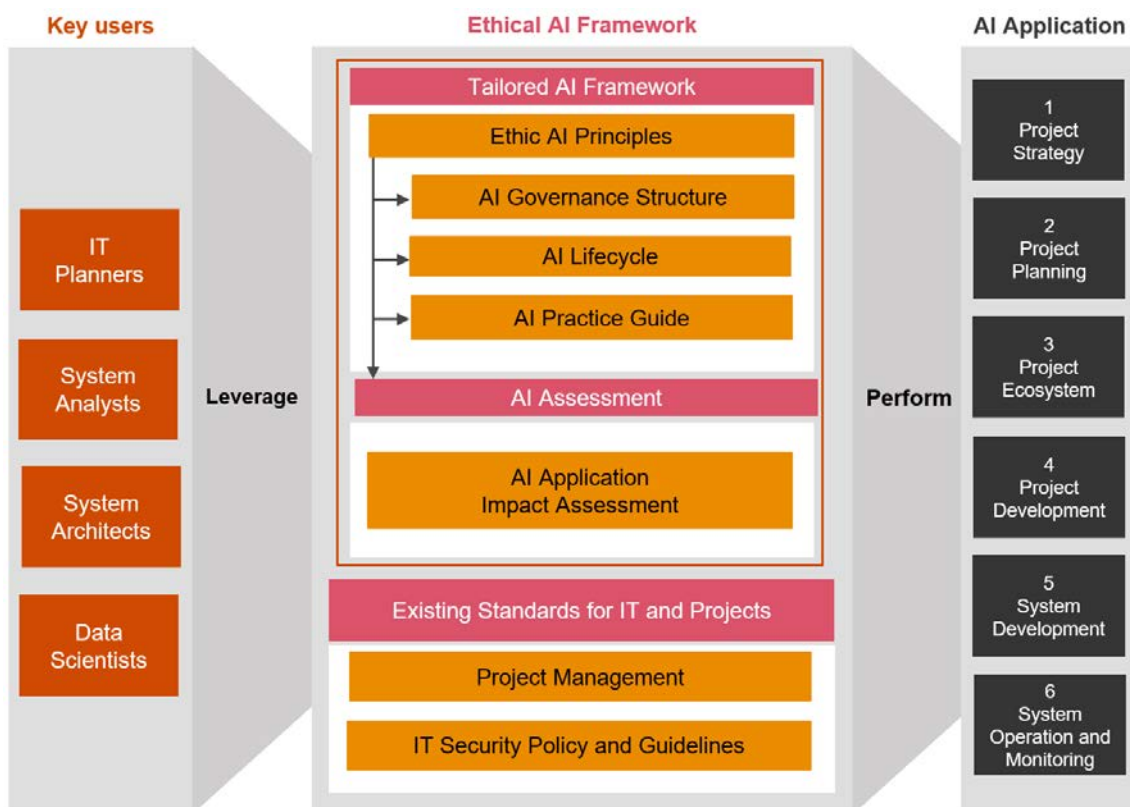 Key users
IT
Planners
System
Analysts
System
Architects
Data
Scientists
Leverage
Ethical AI Framework
Tailored AI Framework
Ethic AI Principles
AI Governance Structure
AI Lifecycle
AI Practice Guide
AI Assessment
AI Application
Impact Assessment
Existing Standards for IT and Projects
Project Management
IT Security Policy and Guidelines
Perform
AI Application
1
Project
Strategy
2
Project
Planning
3
Project
Ecosystem
4
Project
Development
5
System
Development
6
System
Operation and
Monitoring